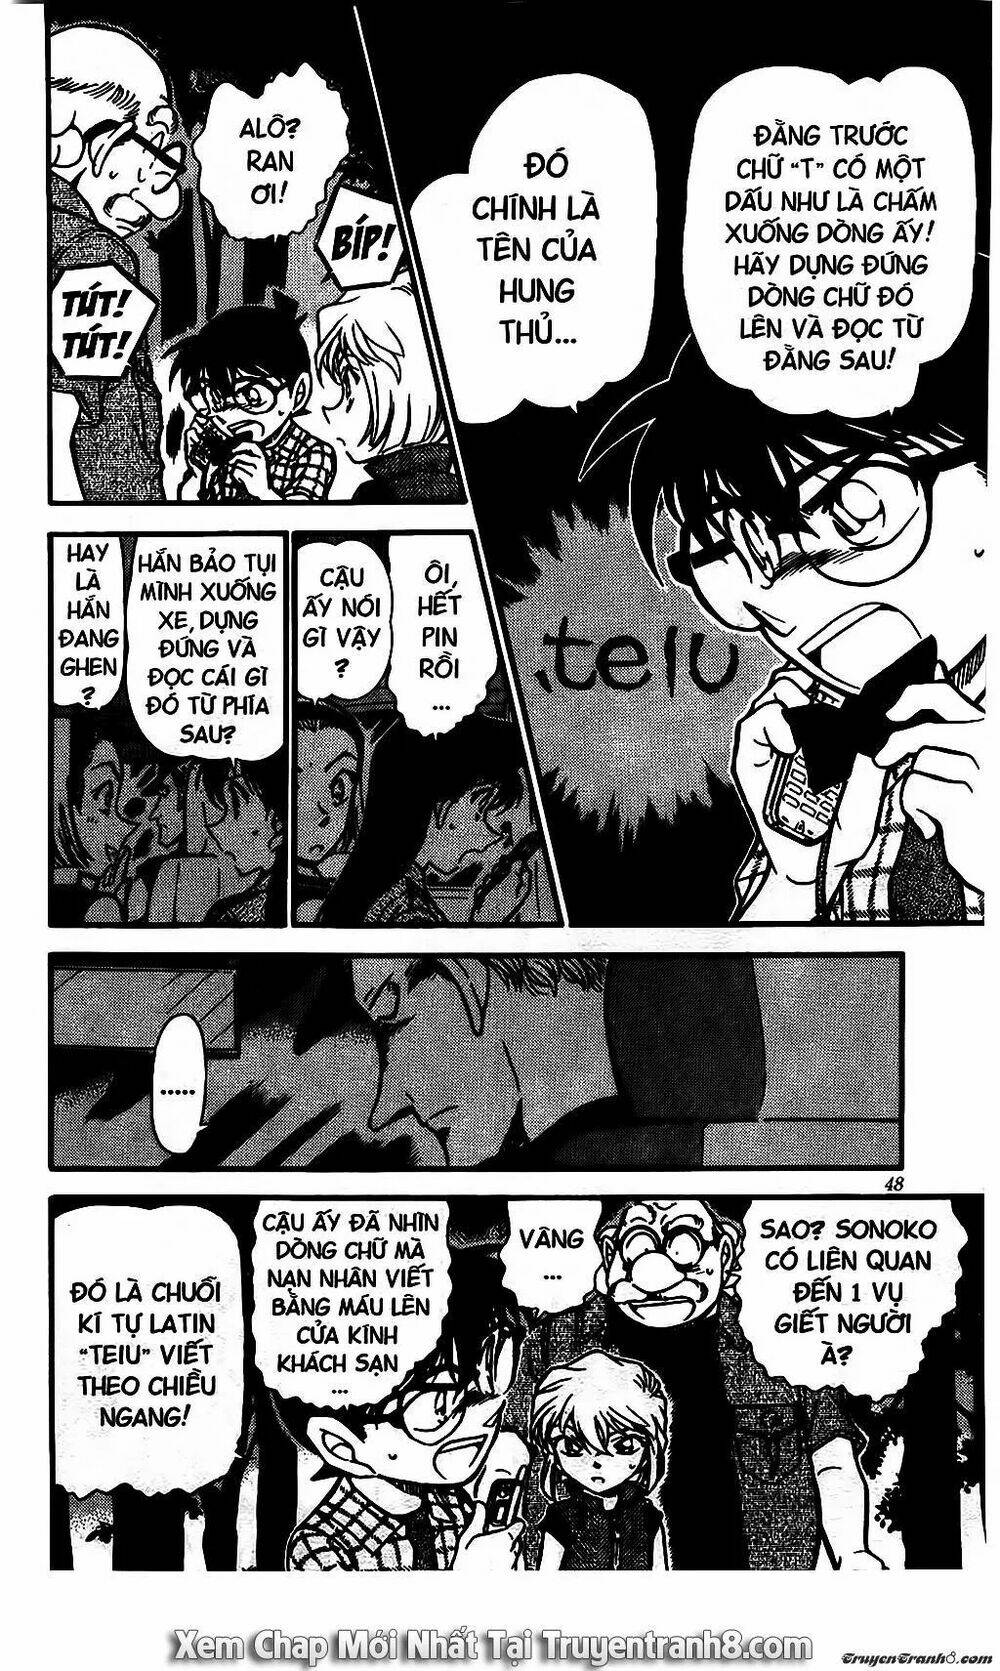 ĐẰNG TRƯỚC
CHỮ “T” CÓ MỘT
DẤU NHƯ LÀ CHẤM
XUỐNG DÒNG ẤY!
HÃY DỰNG ĐỨNG
DÒNG CHỮ ĐÓ
LÊN VÀ ĐỌC TỪ
ĐẰNG SAU!
ĐÓ
CHÍNH LÀ
TÊN CỦA
HUNG
THỦ...
.teIu
ALÔ?
RAN
ƠI!
BÍP!
TÚT!
TÚT!
ÔI,
HẾT
PIN
RỒI
...
CẬU
ẤY NÓI
GÌ VẬY
?
HẮN BẢO TỤI
MÌNH XUỐNG
XE, DỰNG
ĐỨNG VÀ
ĐỌC CÁI GÌ
ĐÓ TỪ PHÍA
SAU?
HAY
LÀ
HẮN
ĐANG
GHEN
?
......
48
SAO? SONOKO
CÓ LIÊN QUAN
ĐẾN 1 VỤ
GIẾT NGƯỜI
À?
VÂNG
...
CẬU ẤY ĐÃ NHÌN
DÒNG CHỮ MÀ
NẠN NHÂN VIẾT
BẰNG MÁU LÊN
CỬA KÍNH
KHÁCH SẠN
...
ĐÓ LÀ CHUỖI
KÍ TỰ LATIN
“TEIU” VIẾT
THEO CHIỀU
NGANG!
Xem Chap Mới Nhất Tại Truyentranh8.com
TruyenTranh8.com